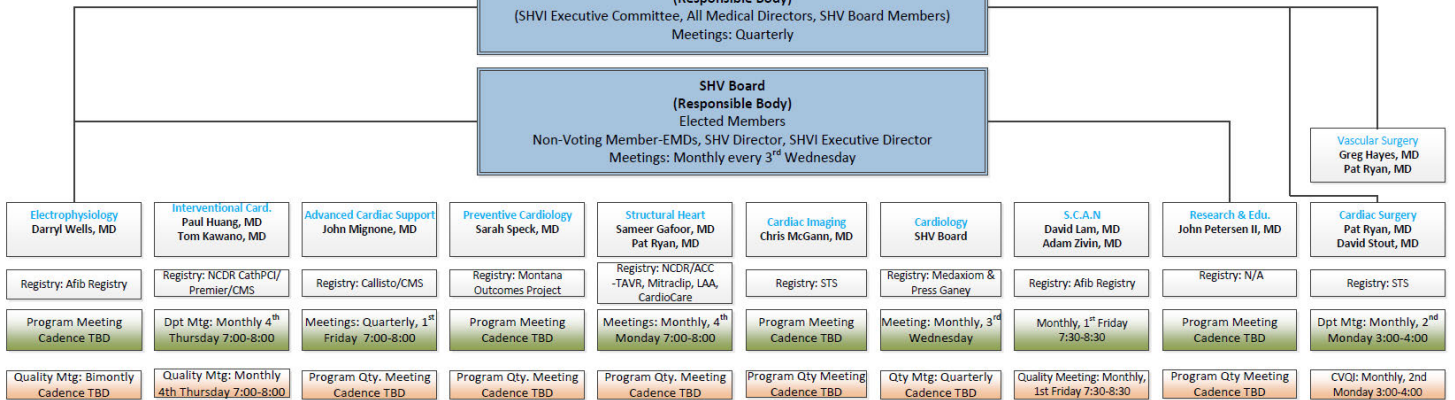 (Responsible Body)
(SHVI Executive Committee, All Medical Directors, SHV Board Members)
Meetings: Quarterly
SHV Board
(Responsible Body)
Elected Members
Non-Voting Member-EMDs, SHV Director, SHVI Executive Director
Meetings: Monthly every 3rd Wednesday
Vascular Surgery
Greg Hayes, MD
Pat Ryan, MD
Electrophysiology
Darryl Wells, MD
Interventional Card.
Paul Huang, MD
Tom Kawano, MD
Advanced Cardiac Support
John Mignone, MD
Preventive Cardiology
Sarah Speck, MD
Structural Heart
Sameer Gafoor, MD
Pat Ryan, MD
Cardiac Imaging
Chris McGann, MD
Cardiology
SHV Board
S.C.A.N
David Lam, MD
Adam Zivin, MD
Research & Edu.
John Petersen II, MD
Cardiac Surgery
Pat Ryan, MD
David Stout, MD
Registry: Afib Registry
Registry: NCDR CathPCI/
Premier/CMS
Registry: Callisto/CMS
Registry: Montana
Outcomes Project
Registry: NCDR/ACC
-TAVR, Mitraclip, LAA,
CardioCare
Registry: STS
Registry: Medaxiom &
Press Ganey
Registry: Afib Registry
Registry: N/A
Registry: STS
Program Meeting
Cadence TBD
Dpt Mtg: Monthly 4th
Thursday 7:00-8:00
Meetings: Quarterly, 1st
Friday 7:00-8:00
Program Meeting
Cadence TBD
Meetings: Monthly, 4th
Monday 7:00-8:00
Program Meeting
Cadence TBD
Meeting: Monthly, 3rd
Wednesday
Monthly, 1st Friday
7:30-8:30
Program Meeting
Cadence TBD
Dpt Mtg: Monthly, 2nd
Monday 3:00-4:00
Quality Mtg: Bimontly
Cadence TBD
Quality Mtg: Monthly
4th Thursday 7:00-8:00
Program Qty. Meeting
Cadence TBD
Program Qty. Meeting
Cadence TBD
Program Qty. Meeting
Cadence TBD
Program Qty Meeting
Cadence TBD
Qty Mtg: Quarterly
Cadence TBD
Quality Meeting: Monthly,
1st Friday 7:30-8:30
Program Qty Meeting
Cadence TBD
CVQI: Monthly, 2nd
Monday 3:00-4:00